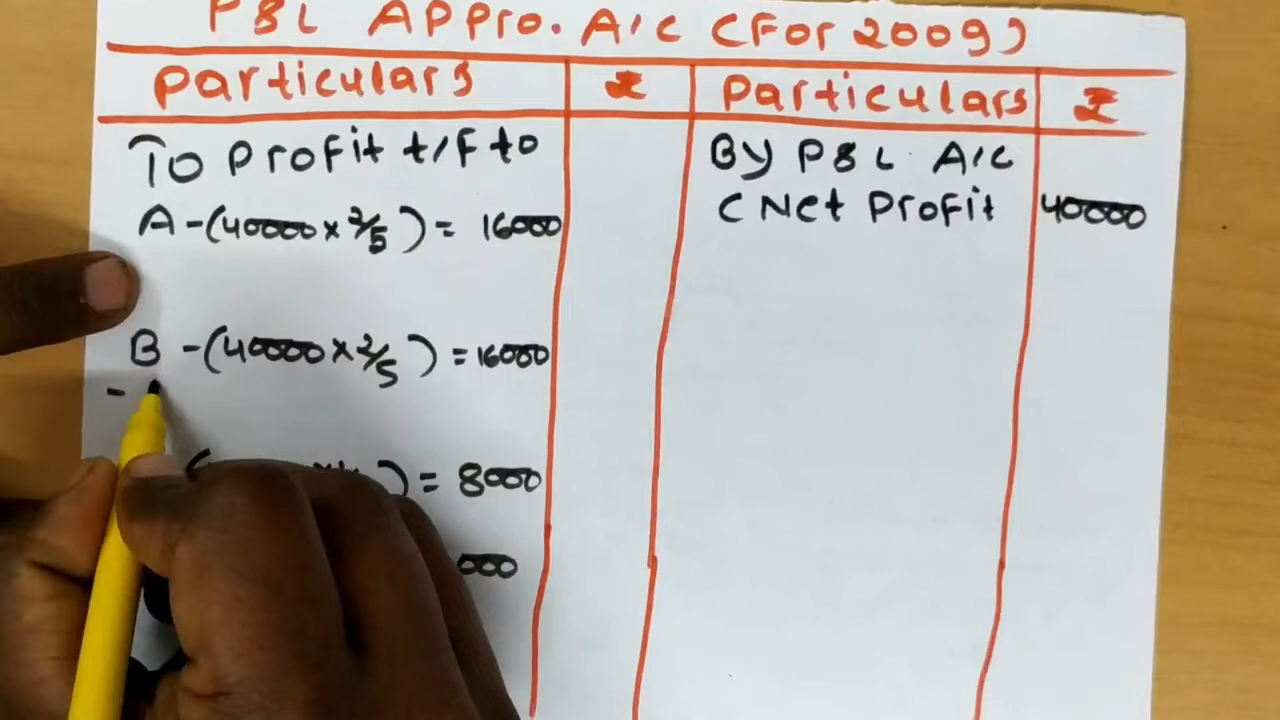 P&L APPro. A/C (For 2009)
Particulars ₹ Particulars ₹
To Profit t/F to By P&L A/C
A-(40000×2/5) = 16000 (Net Profit 40000
B -(40000×2/5) =16000
-
) = 8000
000